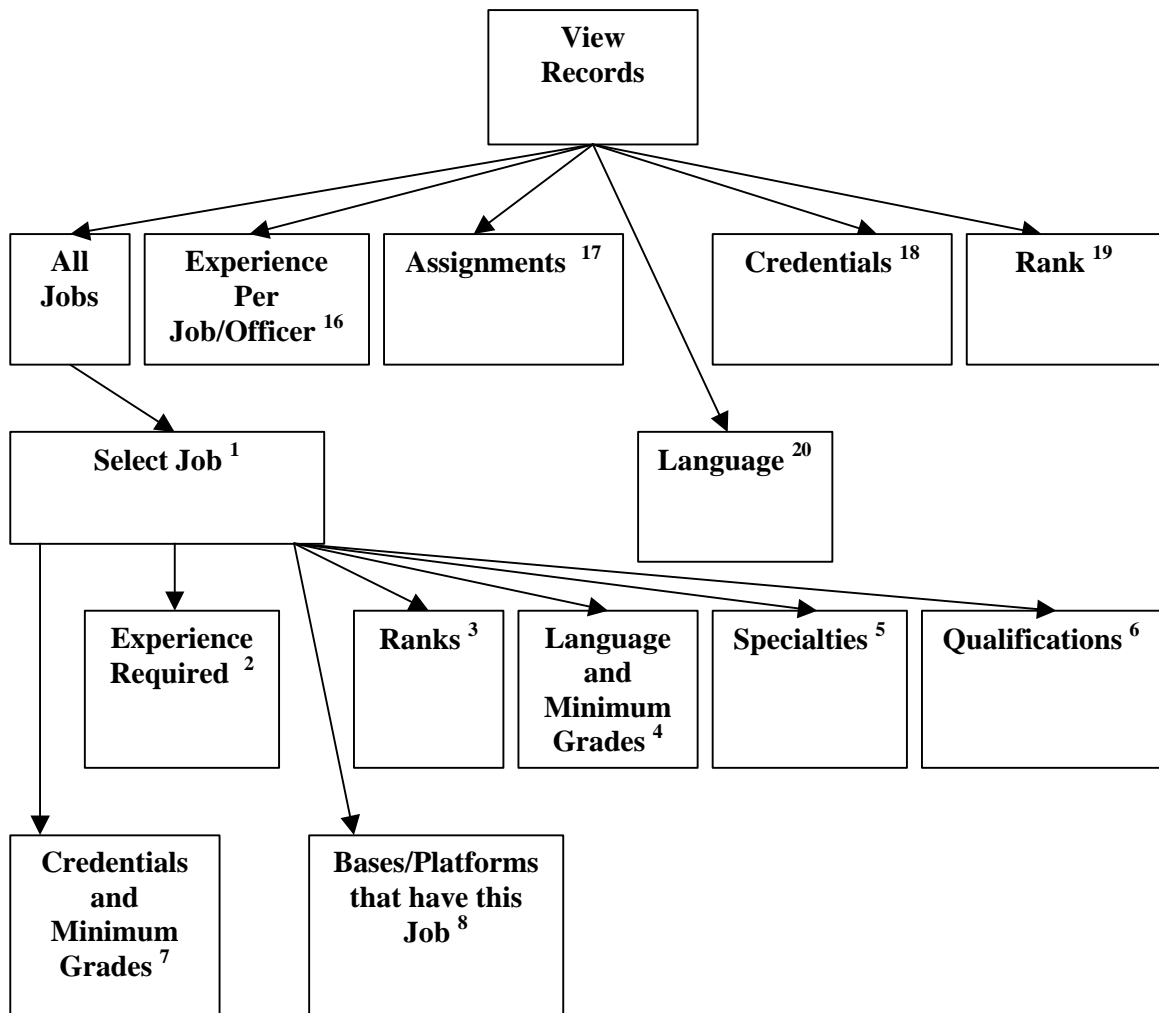 View
Records
All
Jobs
Experience
Per
Job/Officer 16
Assignments 17
Credentials 18
Rank 19
Select Job 1
Language 20
Experience
Required 2
Ranks 3
Language
and
Minimum
Grades 4
Specialties 5
Qualifications 6
Credentials
and
Minimum
Grades 7
Bases/Platforms
that have this
Job 8